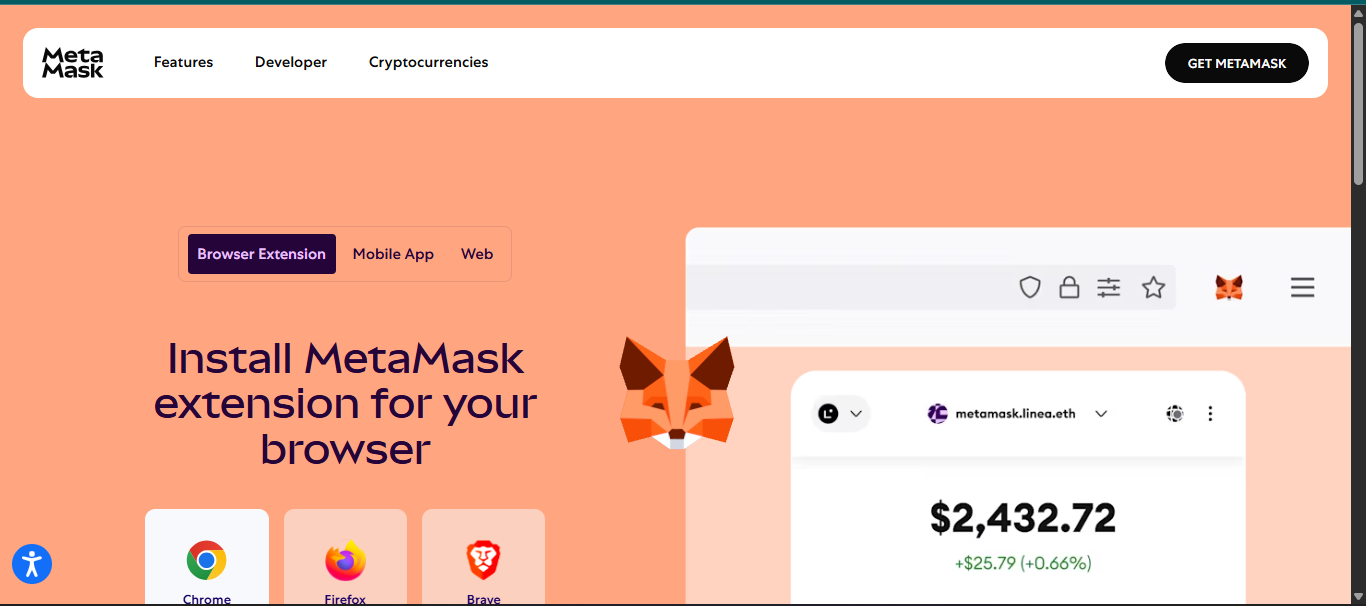 Meta
Mask
Features
Developer
Cryptocurrencies
GET METAMASK
Browser Extension
Mobile App
Web
Install MetaMask
extension for your
browser
metamask.linea.eth
$2,432.72
+$25.79 (+0.66%)
Chrome
Firefox
Brave